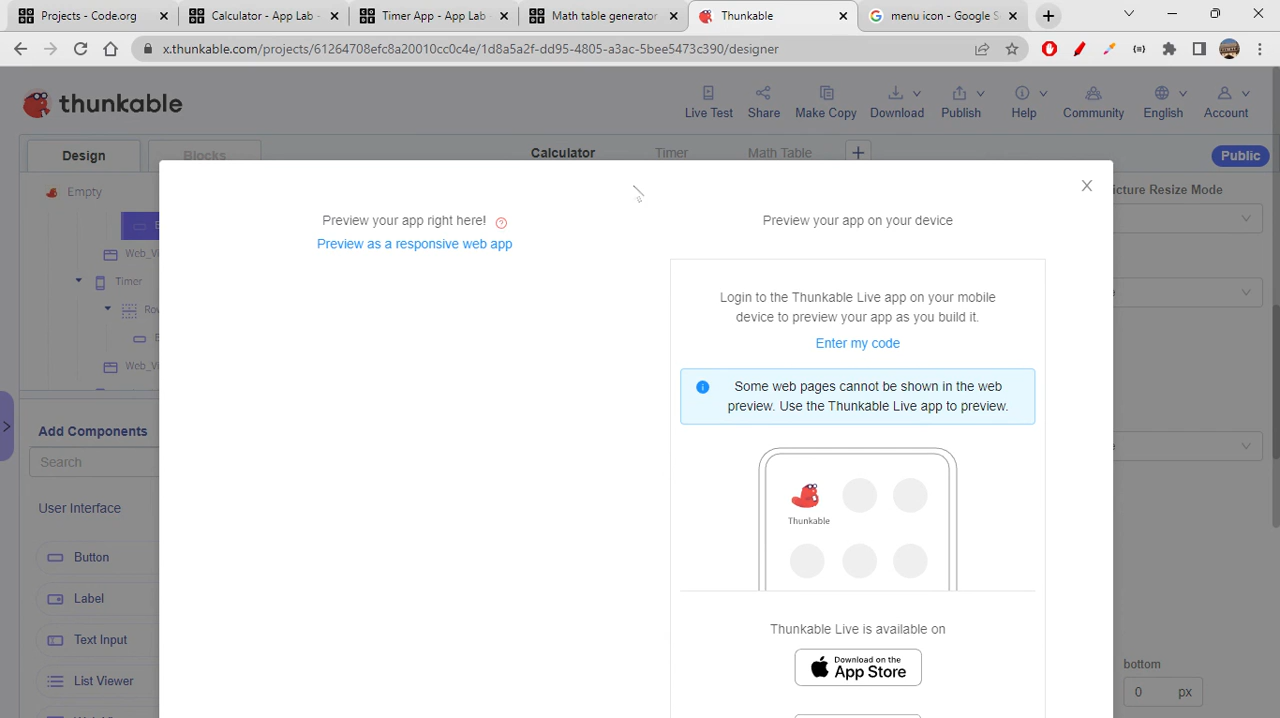 Projects - Code.org
Calculator - App Lab -
Timer App - App Lab -
Math table generator
Thunkable
menu icon - Google S
x.thunkable.com/projects/61264708efc8a20010cc0c4e/1d8a5a2f-dd95-4805-a3ac-5bee5473c390/designer
thunkable
Live Test
Share
Make Copy
Download
Publish
Help
Community
English
Account
Design
Blocks
Calculator
Timer
Math Table
Public
Empty
Web_Vi
Timer
Row
Web_Vi
Add Components
Search
User Interface
Button
Label
Text Input
List Viewer
Preview your app right here!
Preview as a responsive web app
Preview your app on your device
Login to the Thunkable Live app on your mobile
device to preview your app as you build it.
Enter my code
Some web pages cannot be shown in the web
preview. Use the Thunkable Live app to preview.
Thunkable
Thunkable Live is available on
Download on the
App Store
icture Resize Mode
bottom
0 px